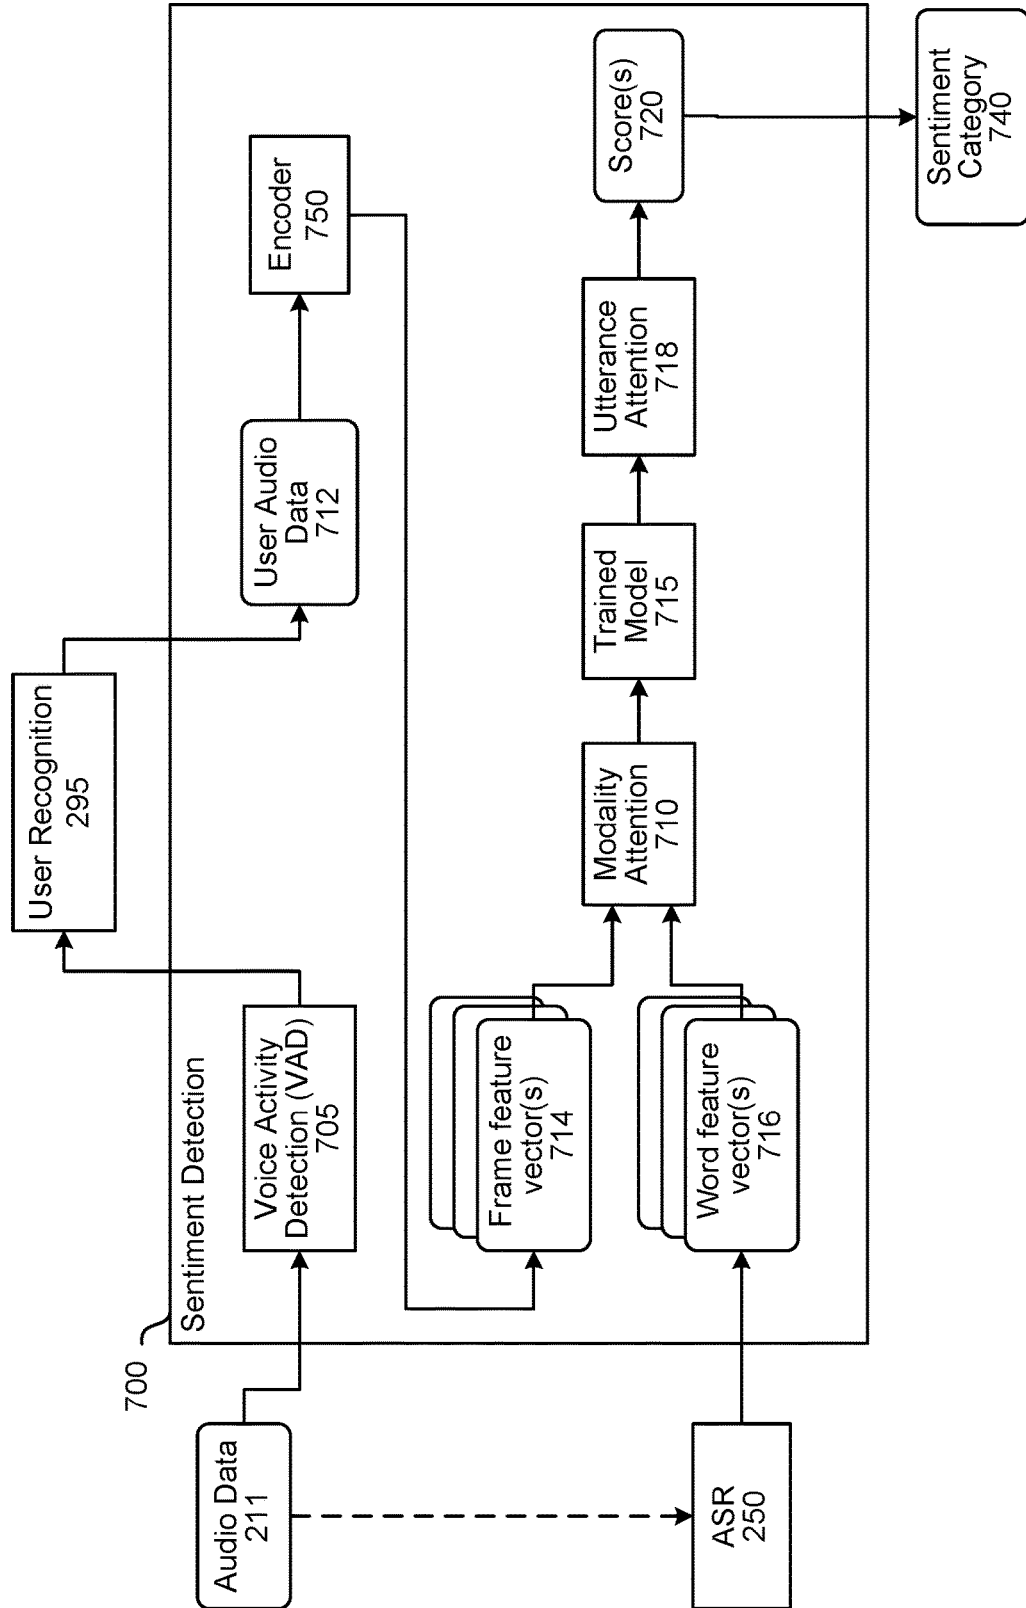 User Recognition
295
700
Sentiment Detection
Audio Data
211
Voice Activity
Detection (VAD)
705
User Audio
Data
712
Encoder
750
Frame feature
vector(s)
714
Modality
Attention
710
Trained
Model
715
Utterance
Attention
718
Score(s)
720
ASR
250
Word feature
vector(s)
716
Sentiment
Category
740